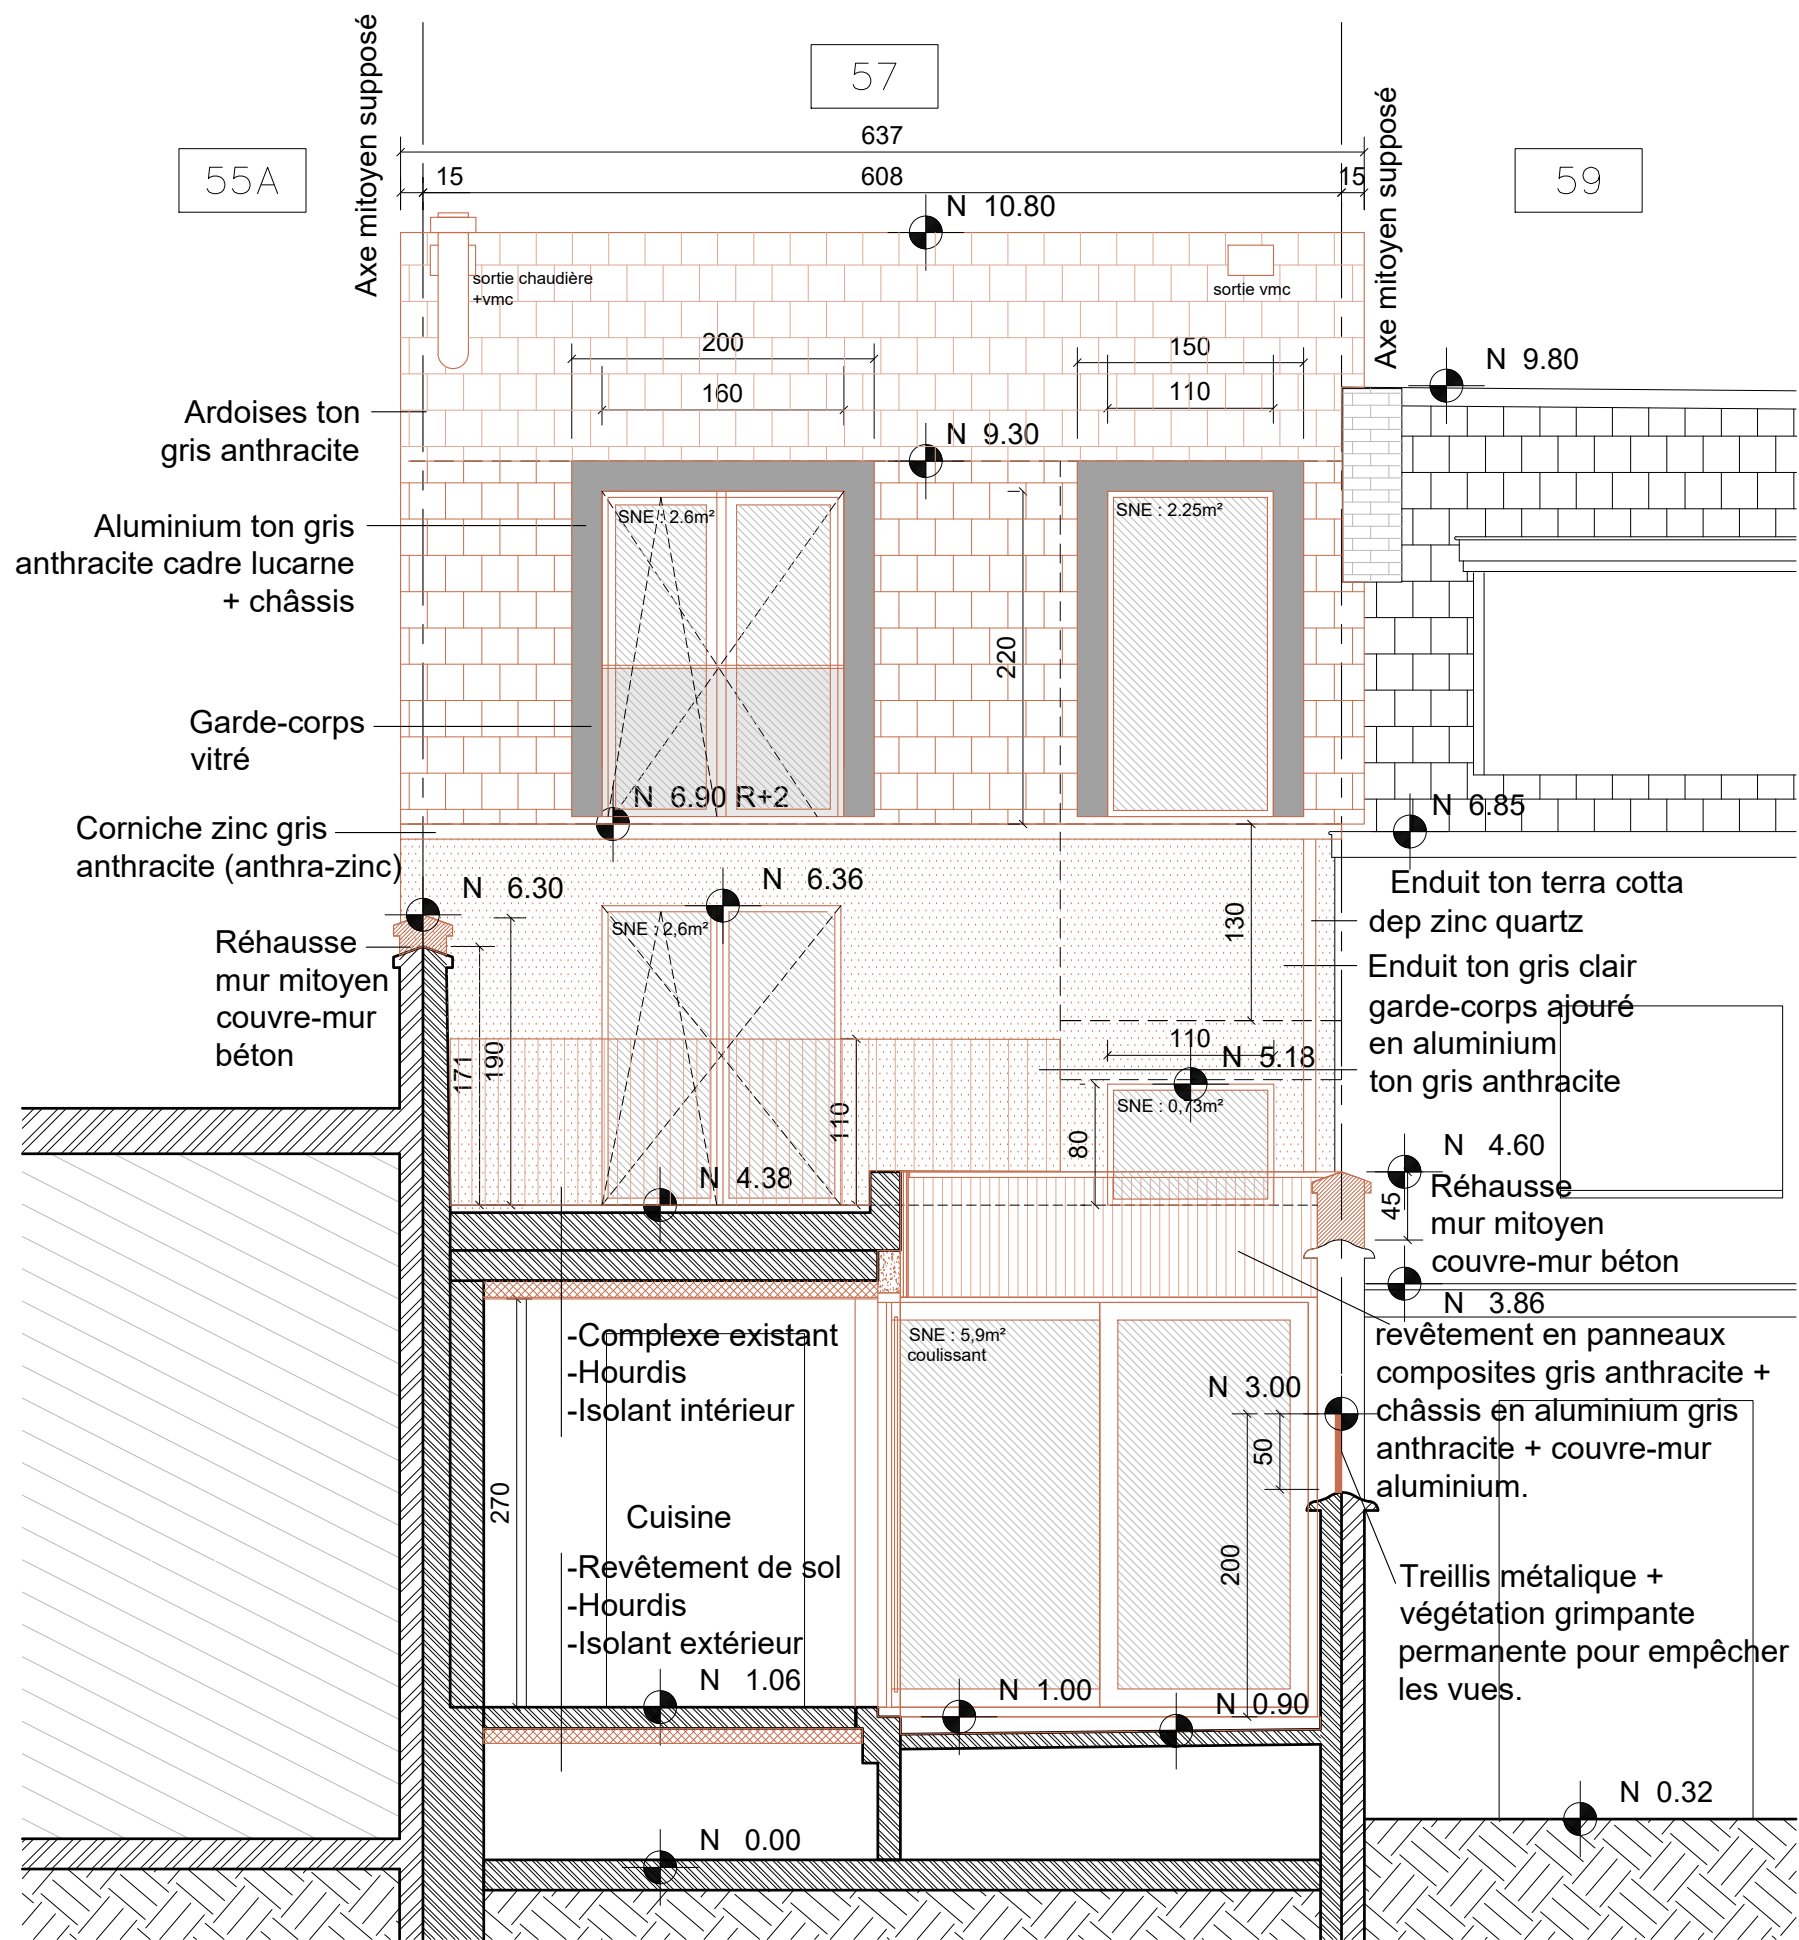 Axe mitoyen supposé
57
Axe mitoyen supposé
637
55A
15
608
15
59
N 10.80
sortie chaudière
+vmc
sortie vmc
200
150
N 9.80
160
110
Ardoises ton
gris anthracite
N 9.30
Aluminium ton gris
anthracite cadre lucarne
+ châssis
SNE : 2.6m²
SNE : 2.25m²
220
Garde-corps
vitré
N 6.90 R+2
N 6.85
Corniche zinc gris
anthracite (anthra-zinc)
N 6.30
N 6.36
Enduit ton terra cotta
dep zinc quartz
SNE : 2,6m²
130
Réhausse
mur mitoyen
couvre-mur
béton
Enduit ton gris clair
garde-corps ajouré
en aluminium
ton gris anthracite
171
190
110
110
N 5.18
SNE : 0,73m²
80
N 4.38
N 4.60
45
Réhausse
mur mitoyen
couvre-mur béton
N 3.86
-Complexe existant
-Hourdis
-Isolant intérieur
SNE : 5,9m²
coulissant
revêtement en panneaux
composites gris anthracite +
châssis en aluminium gris
anthracite + couvre-mur
aluminium.
N 3.00
50
270
Cuisine
200
-Revêtement de sol
-Hourdis
-Isolant extérieur
Treillis métalique +
végétation grimpante
permanente pour empêcher
les vues.
N 1.06
N 1.00
N 0.90
N 0.32
N 0.00